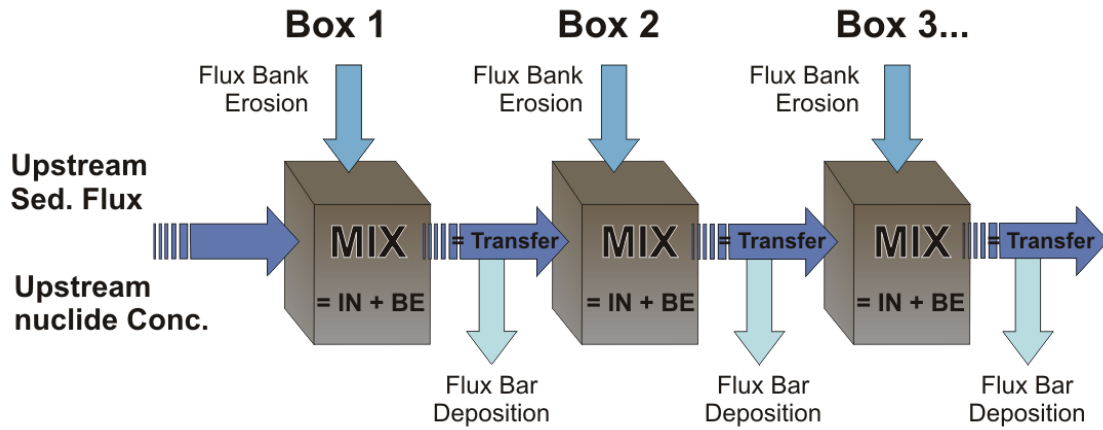 Box 1
Box 2
Box 3...
Flux Bank
Erosion
Flux Bank
Erosion
Flux Bank
Erosion
Upstream
Sed. Flux
Upstream
nuclide Conc.
MIX
= IN + BE
= Transfer
MIX
= IN + BE
= Transfer
MIX
= IN + BE
= Transfer
Flux Bar
Deposition
Flux Bar
Deposition
Flux Bar
Deposition